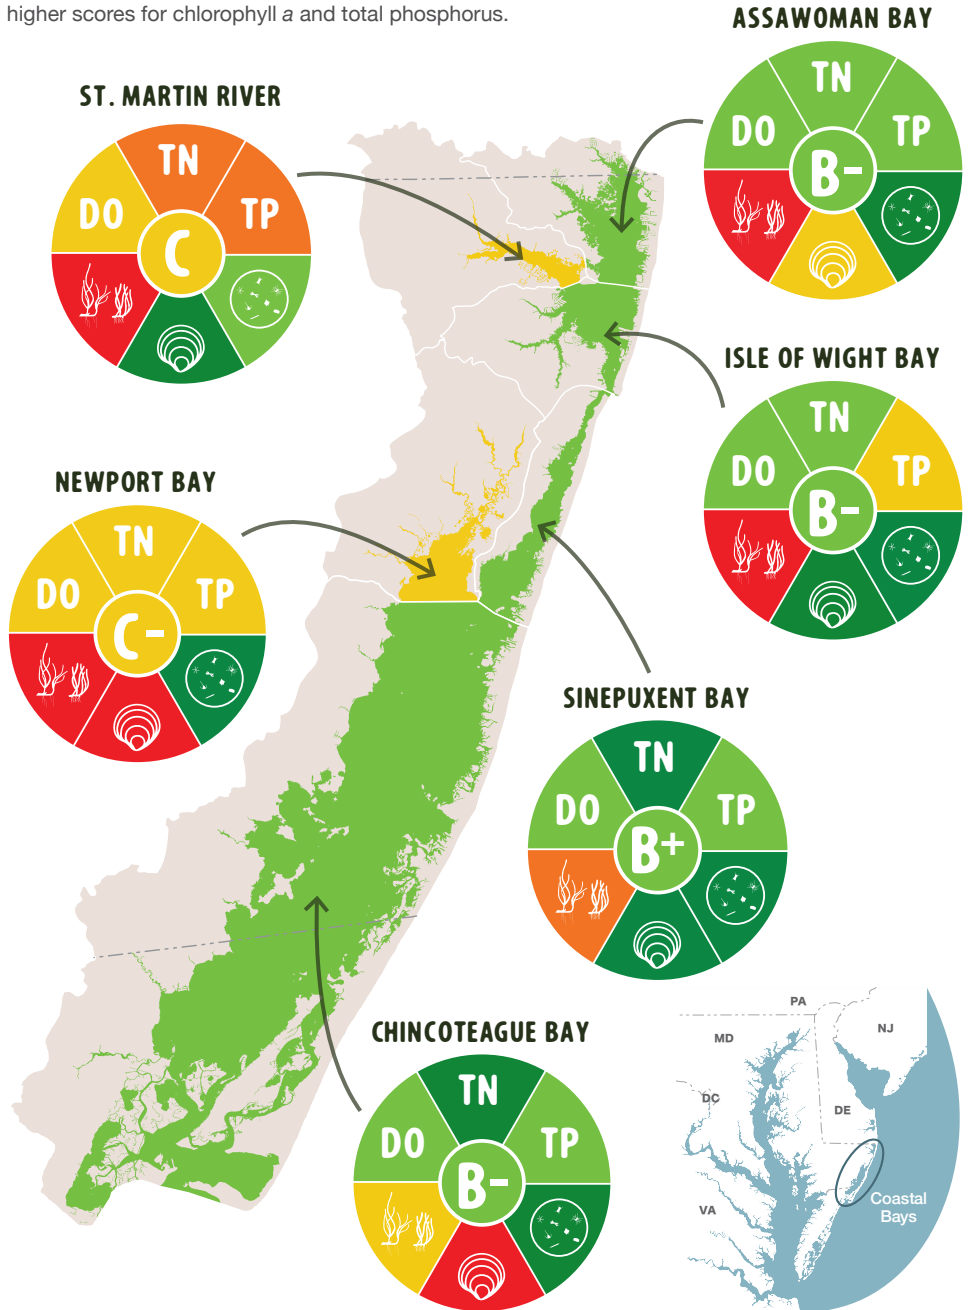 higher scores for chlorophyll a and total phosphorus.
ASSAWOMAN BAY
TN
DO
TP
B-
ST. MARTIN RIVER
TN
DO
TP
C
ISLE OF WIGHT BAY
TN
DO
TP
B-
NEWPORT BAY
TN
DO
TP
C-
SINEPUXENT BAY
TN
DO
TP
B+
CHINCOTEAGUE BAY
TN
DO
TP
B-
PA
MD
NJ
DC
DE
VA
Coastal
Bays